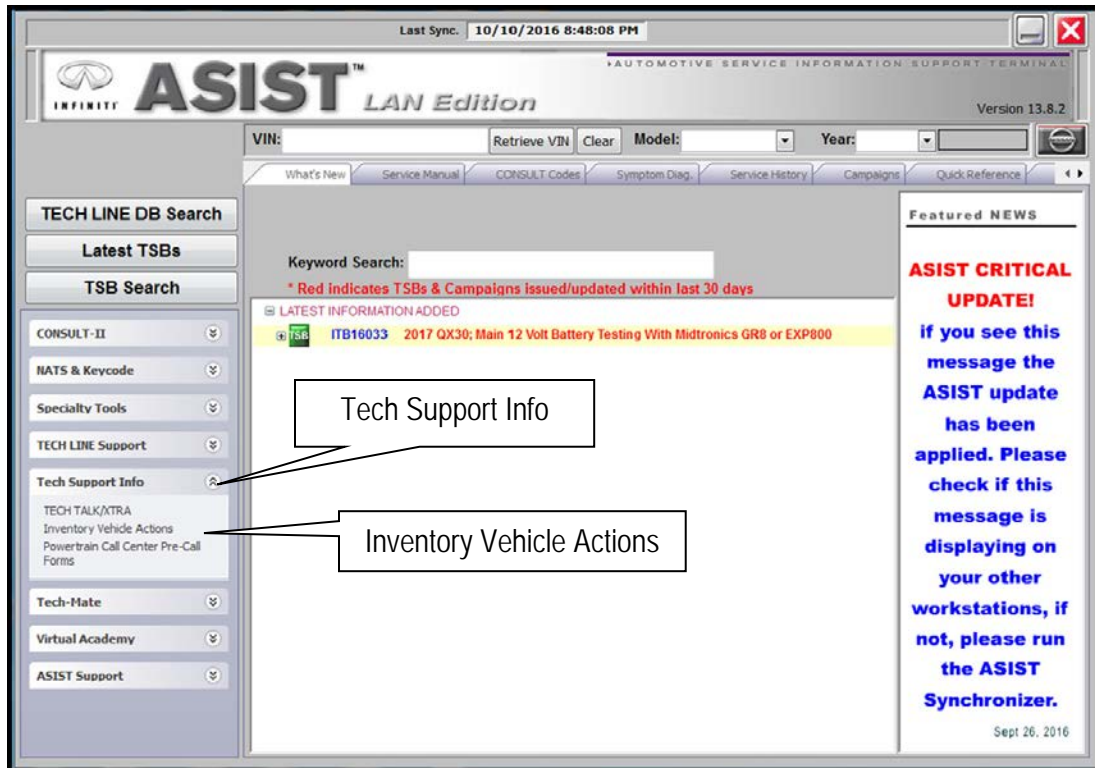 Last Sync. 10/10/2016 8:48:08 PM
INFINITI ASIST™ LAN Edition
AUTOMOTIVE SERVICE INFORMATION SUPPORT TERMINAL
Version 13.8.2
VIN: Retrieve VIN Clear Model: Year:
What's New Service Manual CONSULT Codes Symptom Diag. Service History Campaigns Quick Reference
TECH LINE DB Search
Latest TSBs
TSB Search
CONSULT-II
NATS & Keycode
Specialty Tools
TECH LINE Support
Tech Support Info
TECH TALK/XTRA
Inventory Vehicle Actions
Powertrain Call Center Pre-Call
Forms
Tech-Mate
Virtual Academy
ASIST Support
Keyword Search:
* Red indicates TSBs & Campaigns issued/updated within last 30 days
LATEST INFORMATION ADDED
TSB ITB16033 2017 QX30; Main 12 Volt Battery Testing With Midtronics GR8 or EXP800
Tech Support Info
Inventory Vehicle Actions
Featured NEWS
ASIST CRITICAL
UPDATE!
if you see this
message the
ASIST update
has been
applied. Please
check if this
message is
displaying on
your other
workstations, if
not, please run
the ASIST
Synchronizer.
Sept 26, 2016